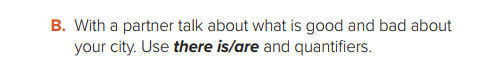 B. With a partner talk about what is good and bad about
your city. Use there is/are and quantifiers.